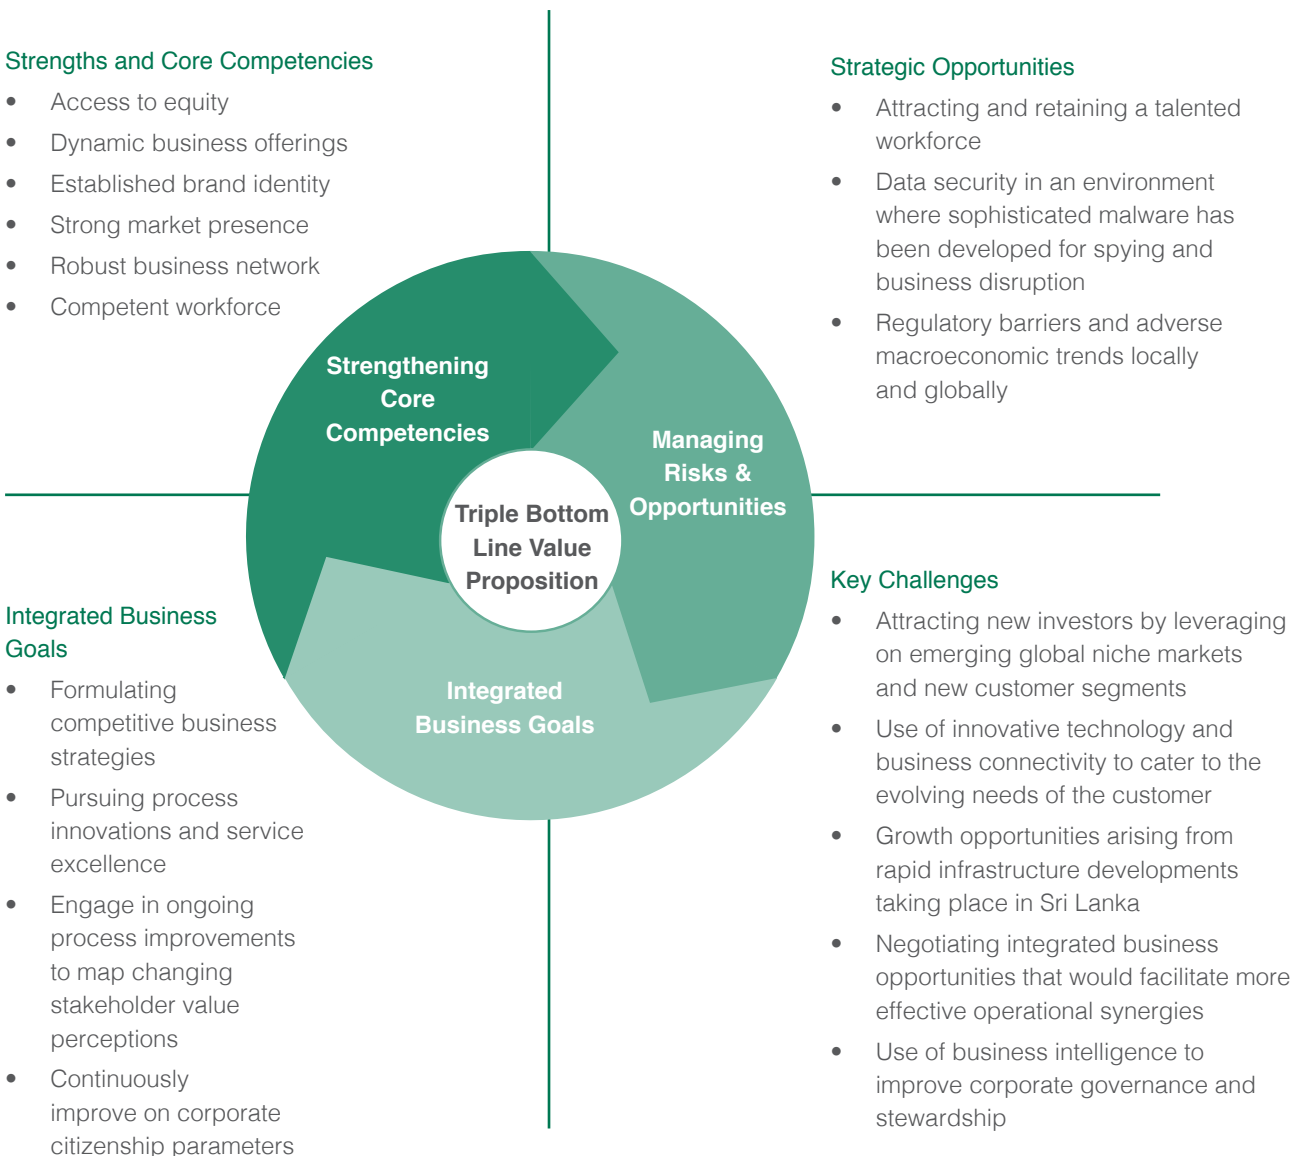 Strengths and Core Competencies
• Access to equity
• Dynamic business offerings
• Established brand identity
• Strong market presence
• Robust business network
• Competent workforce
Strategic Opportunities
• Attracting and retaining a talented
workforce
• Data security in an environment
where sophisticated malware has
been developed for spying and
business disruption
• Regulatory barriers and adverse
macroeconomic trends locally
and globally
Strengthening
Core
Competencies
Managing
Risks &
Opportunities
Triple Bottom
Line Value
Proposition
Integrated
Business Goals
Integrated Business
Goals
• Formulating
competitive business
strategies
• Pursuing process
innovations and service
excellence
• Engage in ongoing
process improvements
to map changing
stakeholder value
perceptions
• Continuously
improve on corporate
citizenship parameters
Key Challenges
• Attracting new investors by leveraging
on emerging global niche markets
and new customer segments
• Use of innovative technology and
business connectivity to cater to the
evolving needs of the customer
• Growth opportunities arising from
rapid infrastructure developments
taking place in Sri Lanka
• Negotiating integrated business
opportunities that would facilitate more
effective operational synergies
• Use of business intelligence to
improve corporate governance and
stewardship